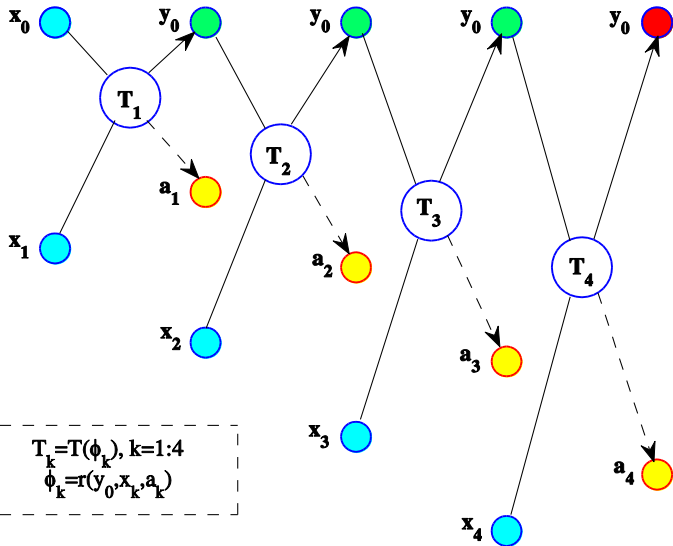 x₀
y₀
y₀
y₀
y₀
T₁
T₂
a₁
T₃
x₁
a₂
T₄
x₂
a₃
x₃
Tₖ=T(ϕₖ), k=1:4
ϕₖ=r(y₀,xₖ,aₖ)
a₄
x₄